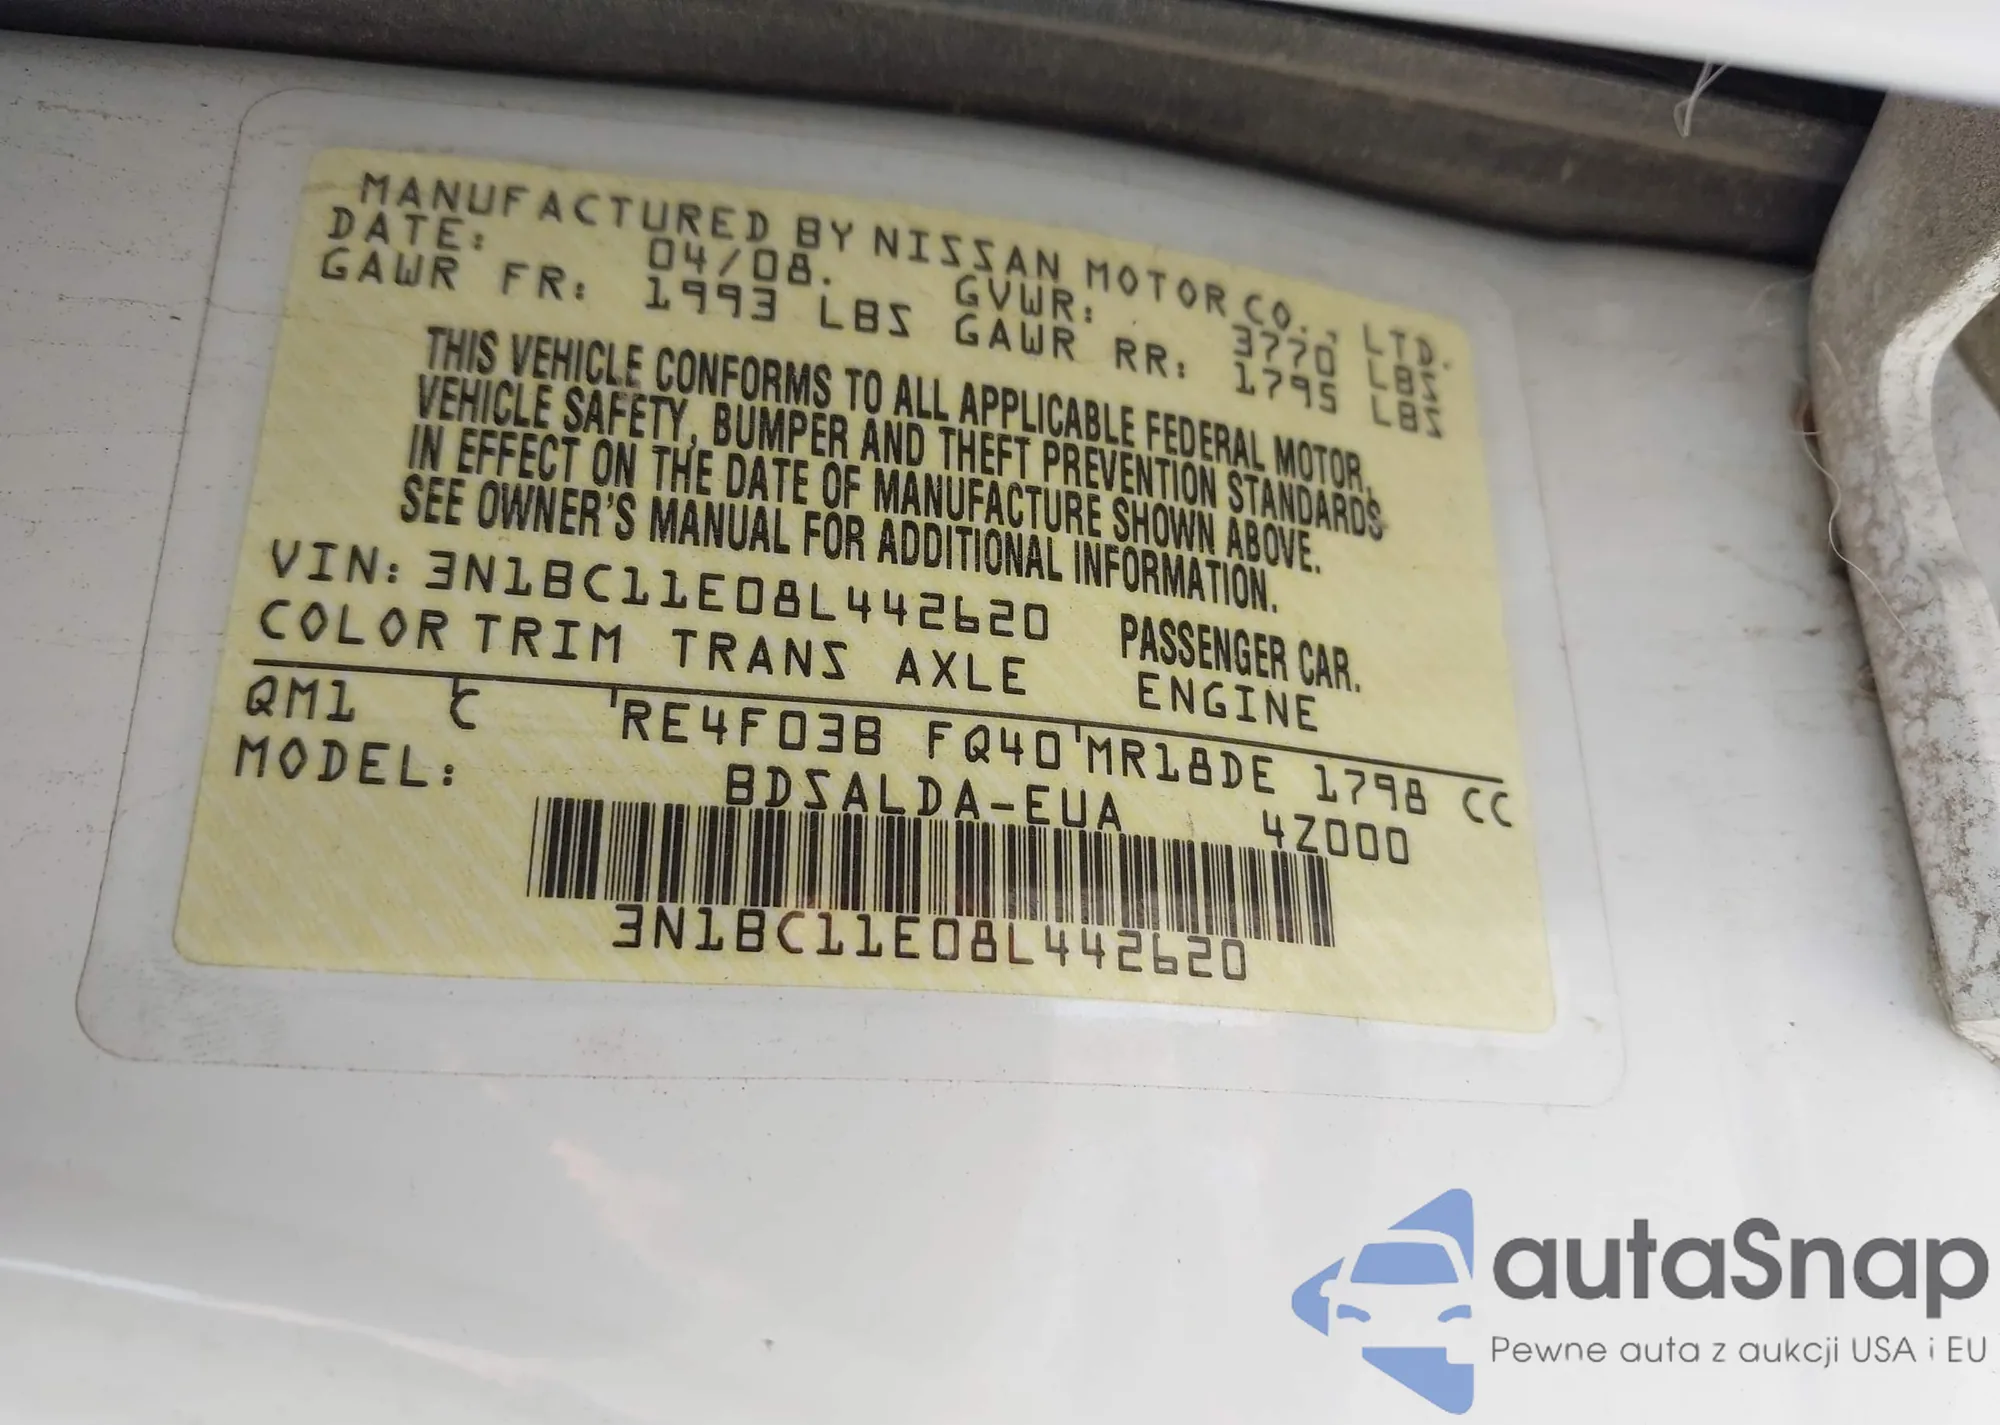 MANUFACTURED BY NISSAN MOTOR CO., LTD.
DATE: 04/08. GVWR: 3770 LBS
GAWR FR: 1993 LBS GAWR RR: 1795 LBS
THIS VEHICLE CONFORMS TO ALL APPLICABLE FEDERAL MOTOR
VEHICLE SAFETY, BUMPER AND THEFT PREVENTION STANDARDS
IN EFFECT ON THE DATE OF MANUFACTURE SHOWN ABOVE.
SEE OWNER'S MANUAL FOR ADDITIONAL INFORMATION.
VIN: 3N1BC11E08L442620 PASSENGER CAR.
COLOR TRIM TRANS AXLE ENGINE
QM1 C RE4F03B FQ40 MR18DE 1798 CC
MODEL: BDSALDA-EUA 4Z000
3N1BC11E08L442620
autaSnap
Pewne auta z aukcji USA i EU